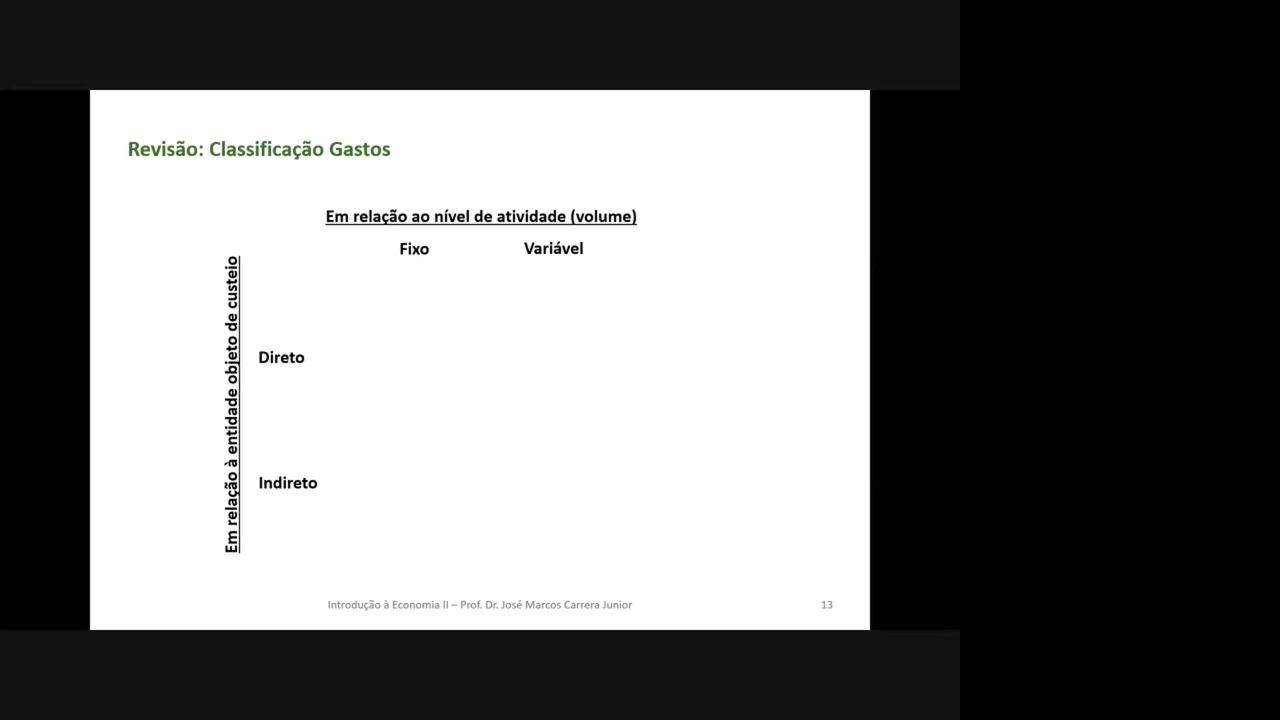 Revisão: Classificação Gastos
Em relação ao nível de atividade (volume)
Fixo Variável
Em relação à entidade objeto de custeio
Direto
Indireto
Introdução à Economia II – Prof. Dr. José Marcos Carrera Junior 13